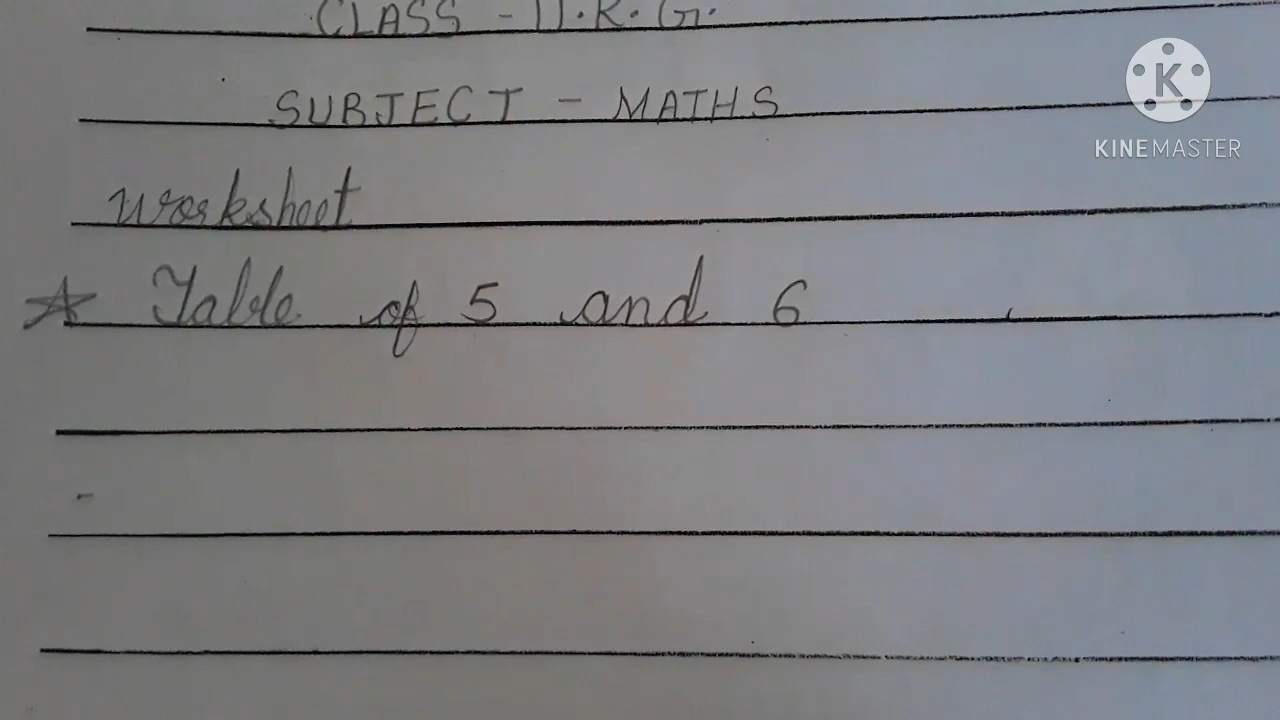 CLASS - U.K.G.
SUBJECT - MATHS
K
KINEMASTER
worksheet
Table of 5 and 6